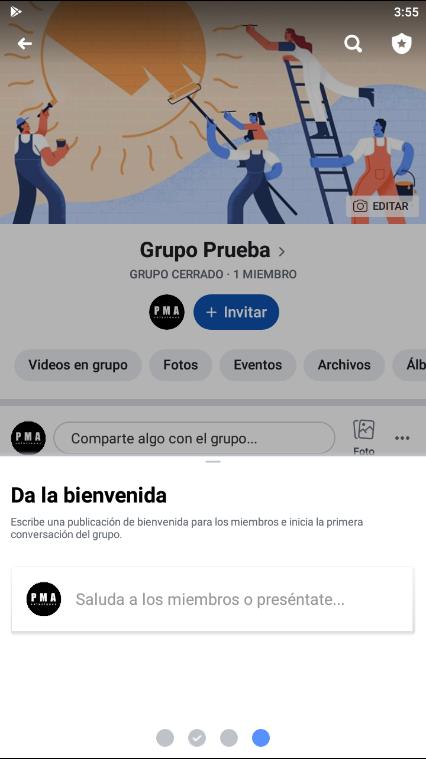 3:55
EDITAR
Grupo Prueba
GRUPO CERRADO · 1 MIEMBRO
PMA
+ Invitar
Videos en grupo
Fotos
Eventos
Archivos
Álb
PMA
Comparte algo con el grupo...
Foto
Da la bienvenida
Escribe una publicación de bienvenida para los miembros e inicia la primera
conversación del grupo.
PMA
Saluda a los miembros o preséntate...